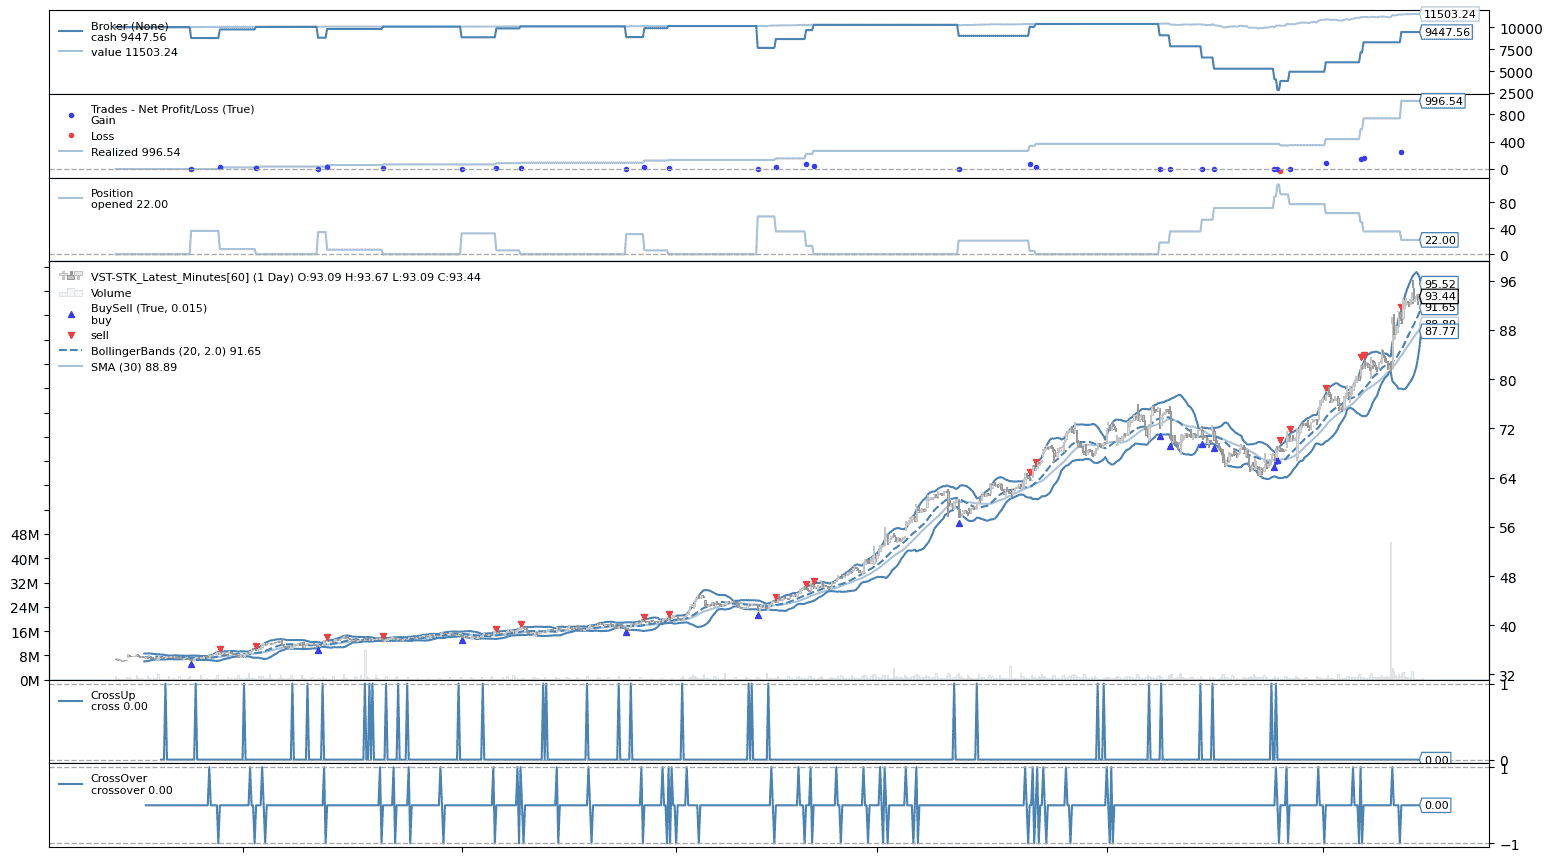 Broker (None)
cash 9447.56
value 11503.24
11503.24
10000
9447.56
7500
5000
2500
Trades - Net Profit/Loss (True)
Gain
Loss
Realized 996.54
996.54
800
400
0
Position
opened 22.00
80
40
22.00
0
VST-STK_Latest_Minutes[60] (1 Day) O:93.09 H:93.67 L:93.09 C:93.44
Volume
BuySell (True, 0.015)
buy
sell
BollingerBands (20, 2.0) 91.65
SMA (30) 88.89
96
95.52
93.44
91.65
88.89
87.77
88
80
72
64
56
48
40
32
48M
40M
32M
24M
16M
8M
0M
CrossUp
cross 0.00
1
0.00
0
CrossOver
crossover 0.00
1
0.00
−1